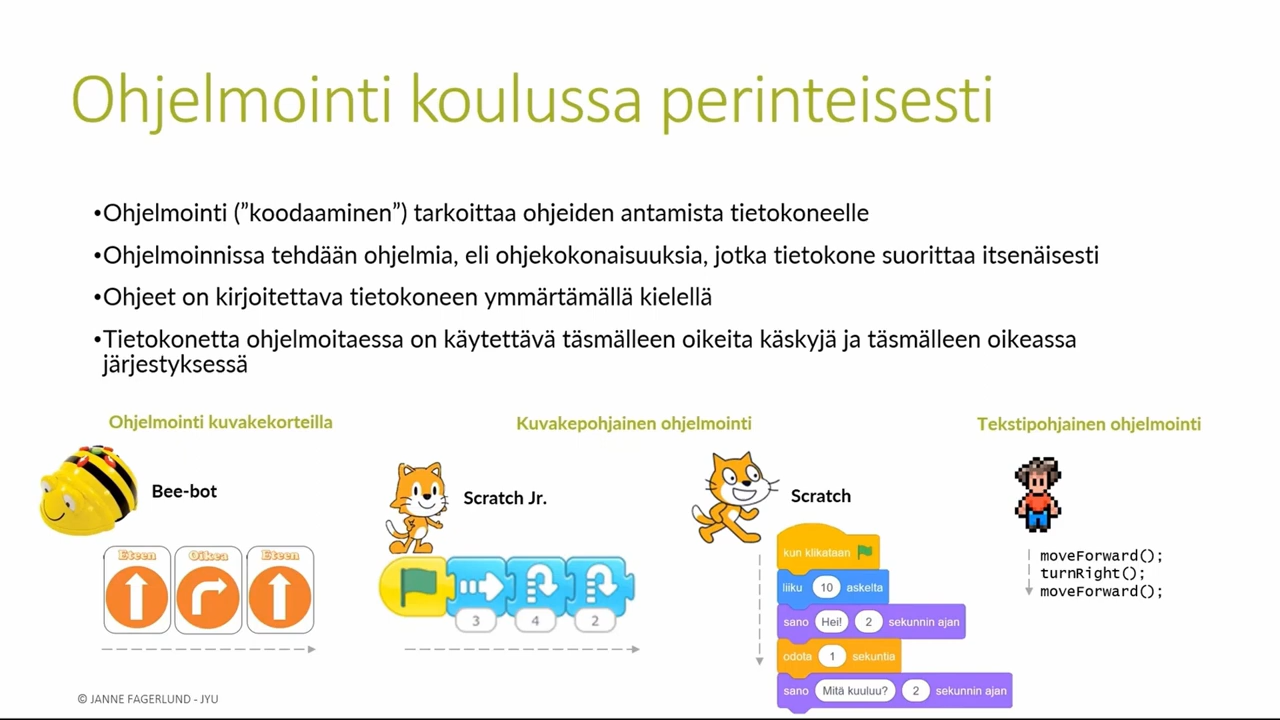 Ohjelmointi koulussa perinteisesti
•Ohjelmointi (”koodaaminen”) tarkoittaa ohjeiden antamista tietokoneelle
•Ohjelmoinnissa tehdään ohjelmia, eli ohjekokonaisuuksia, jotka tietokone suorittaa itsenäisesti
•Ohjeet on kirjoitettava tietokoneen ymmärtämällä kielellä
•Tietokonetta ohjelmoitaessa on käytettävä täsmälleen oikeita käskyjä ja täsmälleen oikeassa
järjestyksessä
Ohjelmointi kuvakekorteilla
Bee-bot
Eteen Oikea Eteen
Kuvakepohjainen ohjelmointi
Scratch Jr.
3 4 2
Scratch
kun klikataan
liiku 10 askelta
sano Hei! 2 sekunnin ajan
odota 1 sekuntia
sano Mitä kuuluu? 2 sekunnin ajan
Tekstipohjainen ohjelmointi
moveForward();
turnRight();
moveForward();
© JANNE FAGERLUND - JYU